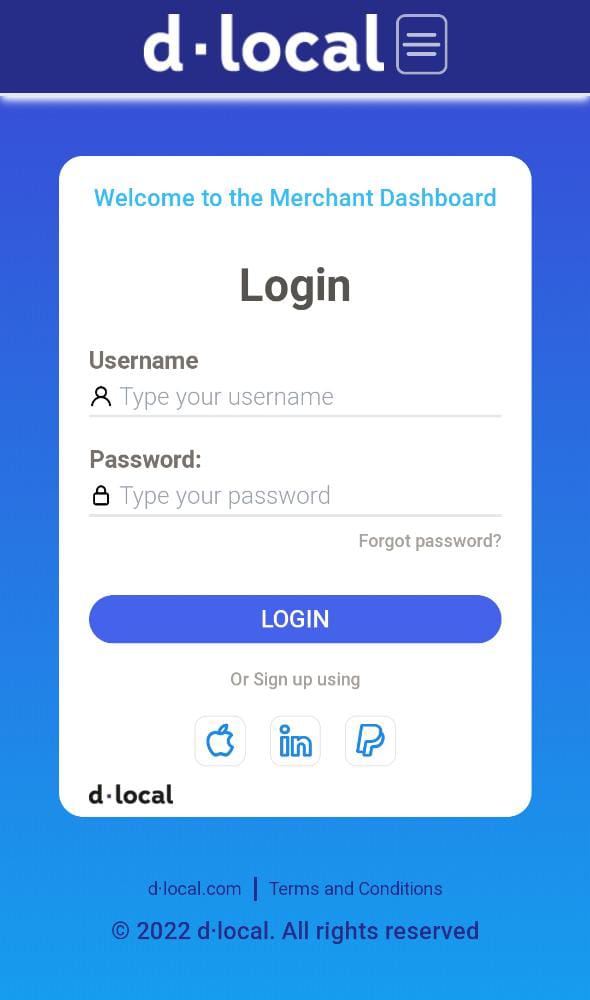 d·local
Welcome to the Merchant Dashboard
Login
Username
Type your username
Password:
Type your password
Forgot password?
LOGIN
Or Sign up using
in
d·local
d·local.com | Terms and Conditions
© 2022 d·local. All rights reserved